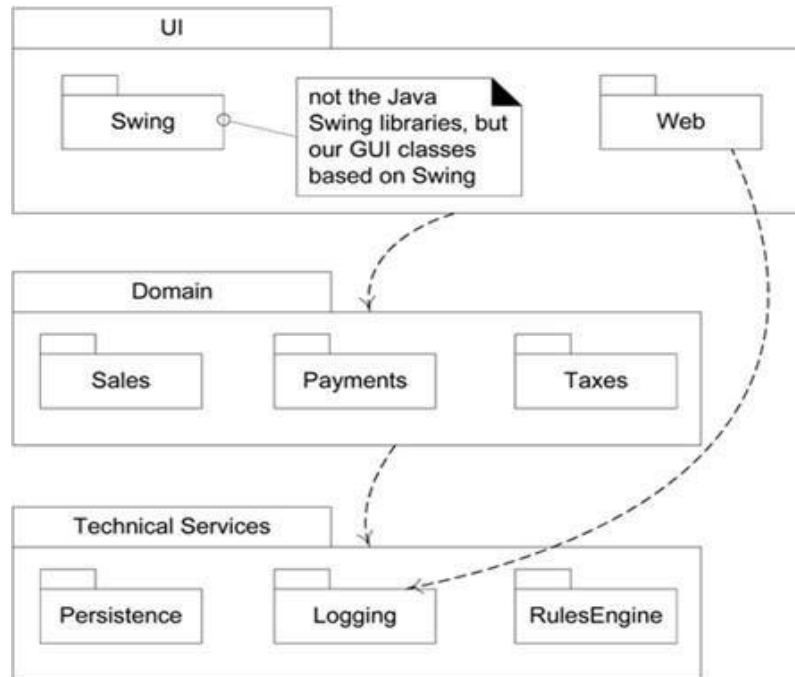 UI
Swing
not the Java
Swing libraries, but
our GUI classes
based on Swing
Web
Domain
Sales
Payments
Taxes
Technical Services
Persistence
Logging
RulesEngine